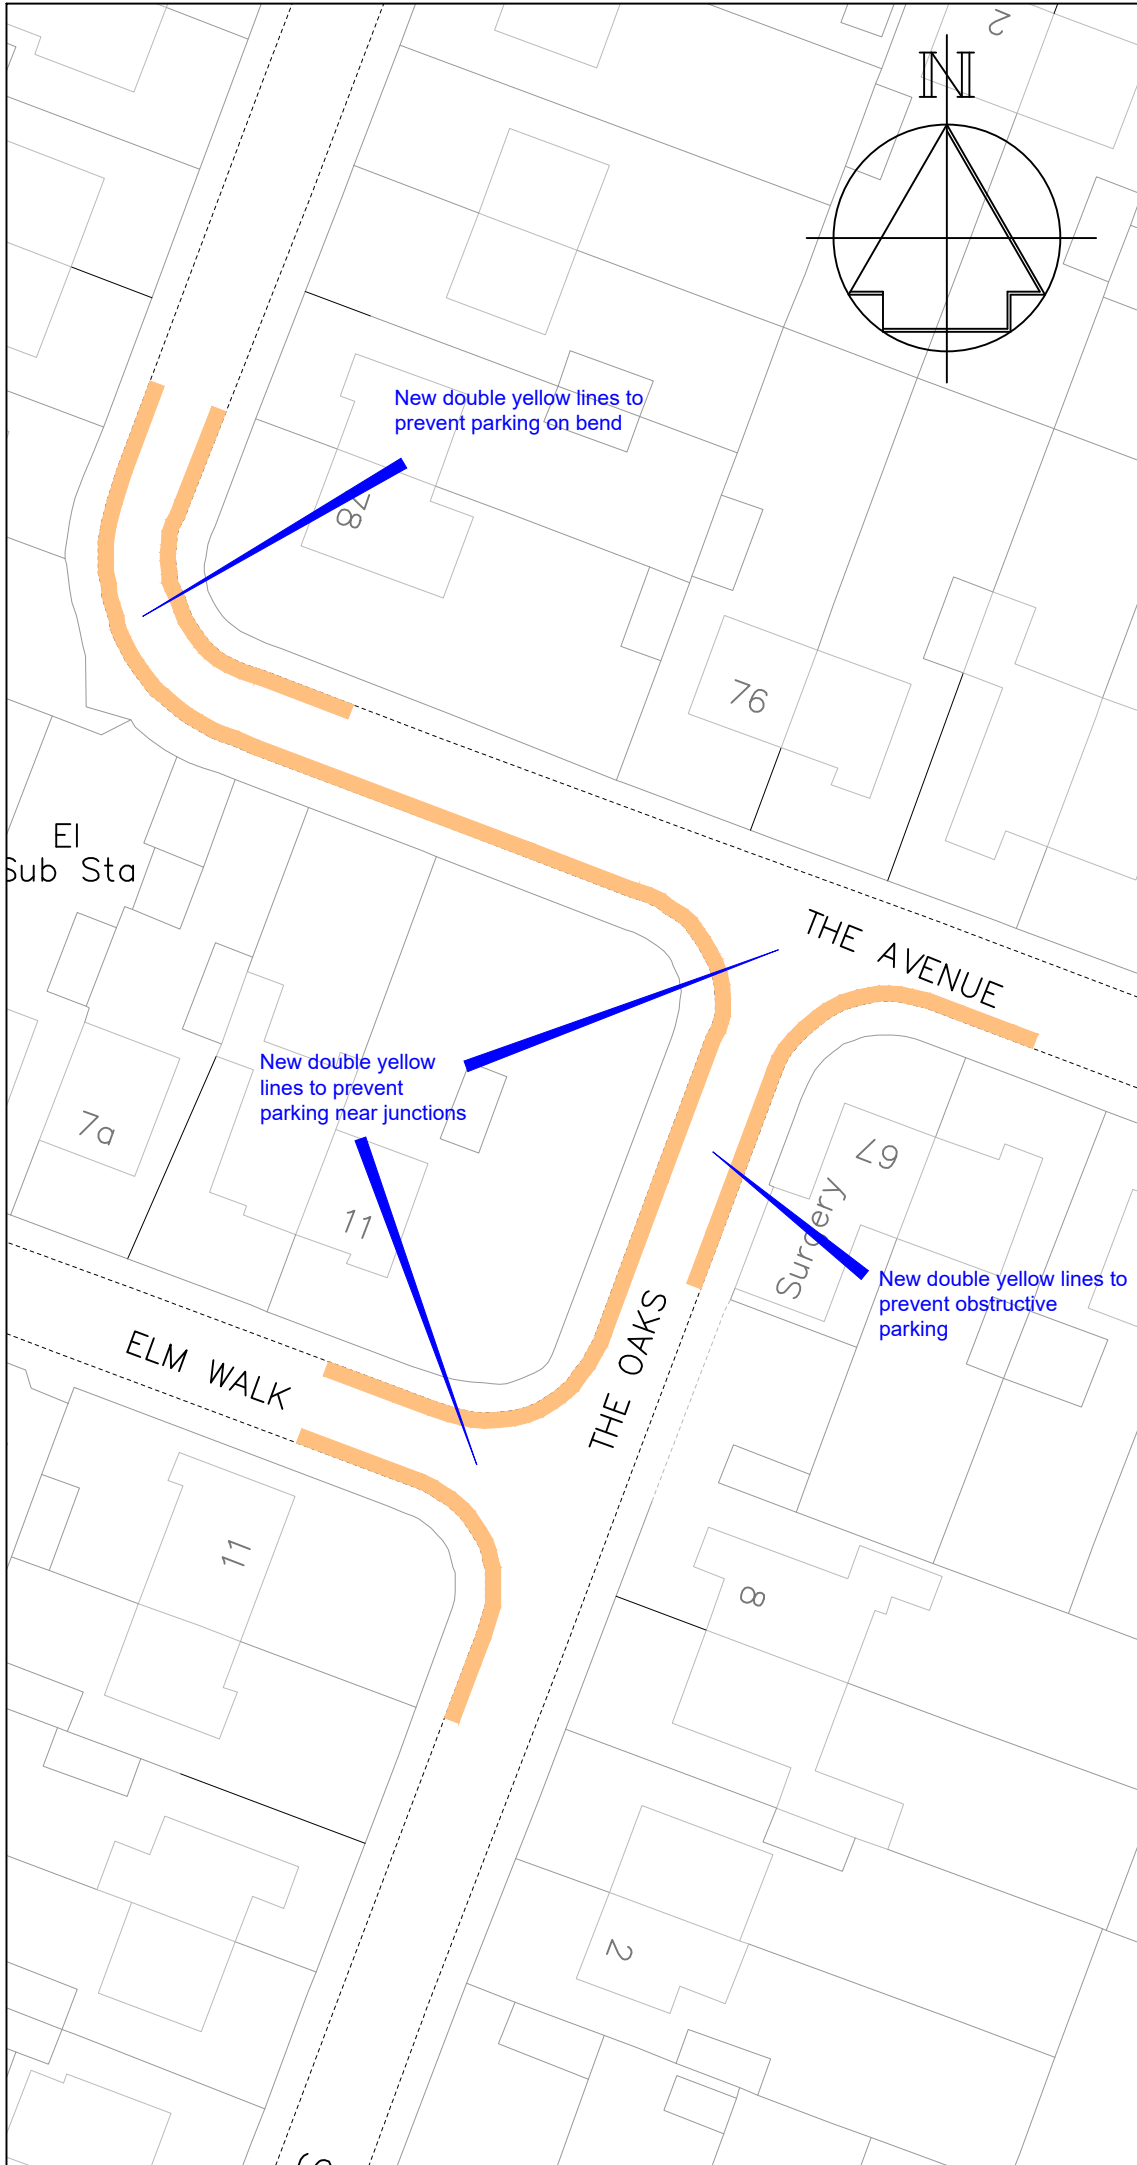 2
N
New double yellow lines to
prevent parking on bend
78
76
El
Sub Sta
THE AVENUE
New double yellow
lines to prevent
parking near junctions
7a
67
11
Surgery
New double yellow lines to
prevent obstructive
parking
THE OAKS
ELM WALK
11
8
2